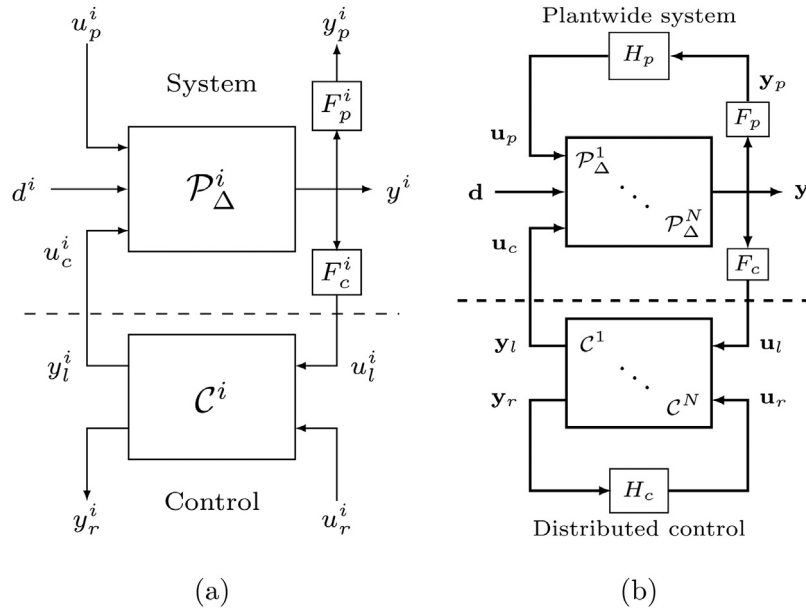 u_p^i
y_p^i
System
F_p^i
P_Δ^i
d^i
y^i
u_c^i
F_c^i
y_l^i
u_l^i
C^i
Control
y_r^i
u_r^i
(a)
Plantwide system
H_p
y_p
F_p
u_p
P_Δ^1
⋱
P_Δ^N
d
y
u_c
F_c
y_l
C^1
⋱
C^N
u_l
y_r
u_r
H_c
Distributed control
(b)